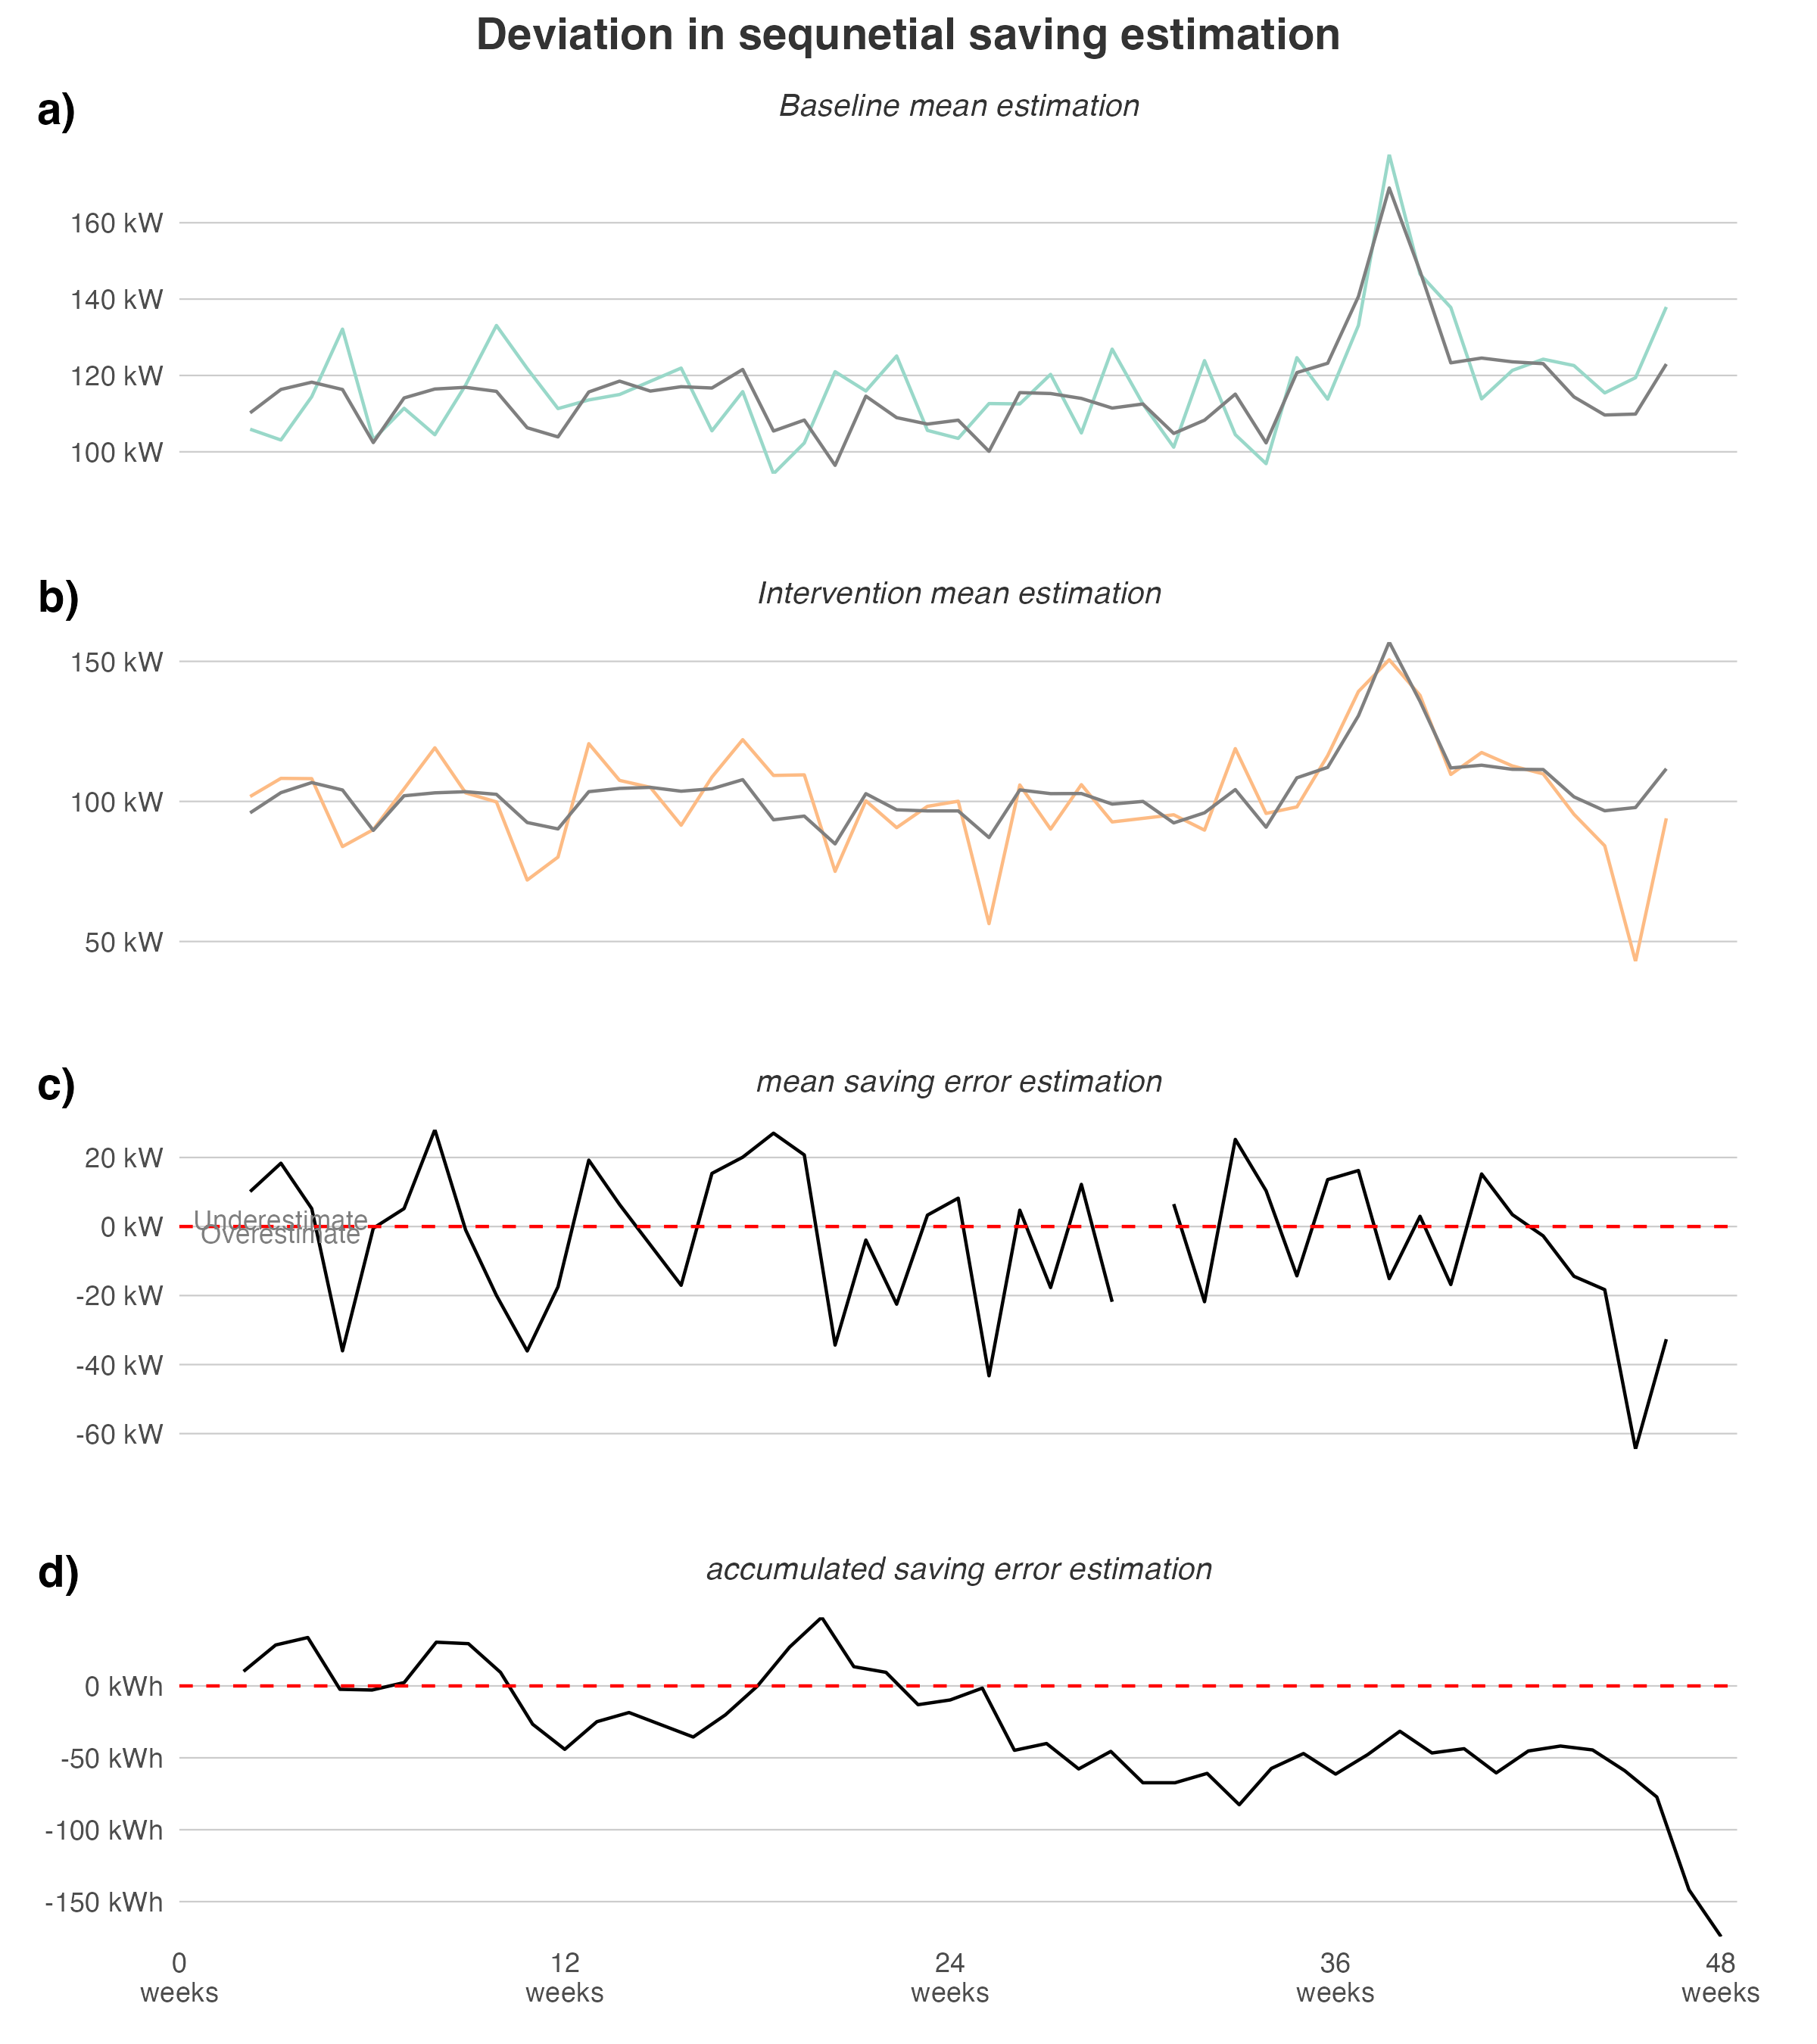 Deviation in sequnetial saving estimation
a)
Baseline mean estimation
160 kW
140 kW
120 kW
100 kW
b)
Intervention mean estimation
150 kW
100 kW
50 kW
c)
mean saving error estimation
20 kW
Underestimate
0 kW
Overestimate
-20 kW
-40 kW
-60 kW
d)
accumulated saving error estimation
0 kWh
-50 kWh
-100 kWh
-150 kWh
0 12 24 36 48
weeks weeks weeks weeks weeks